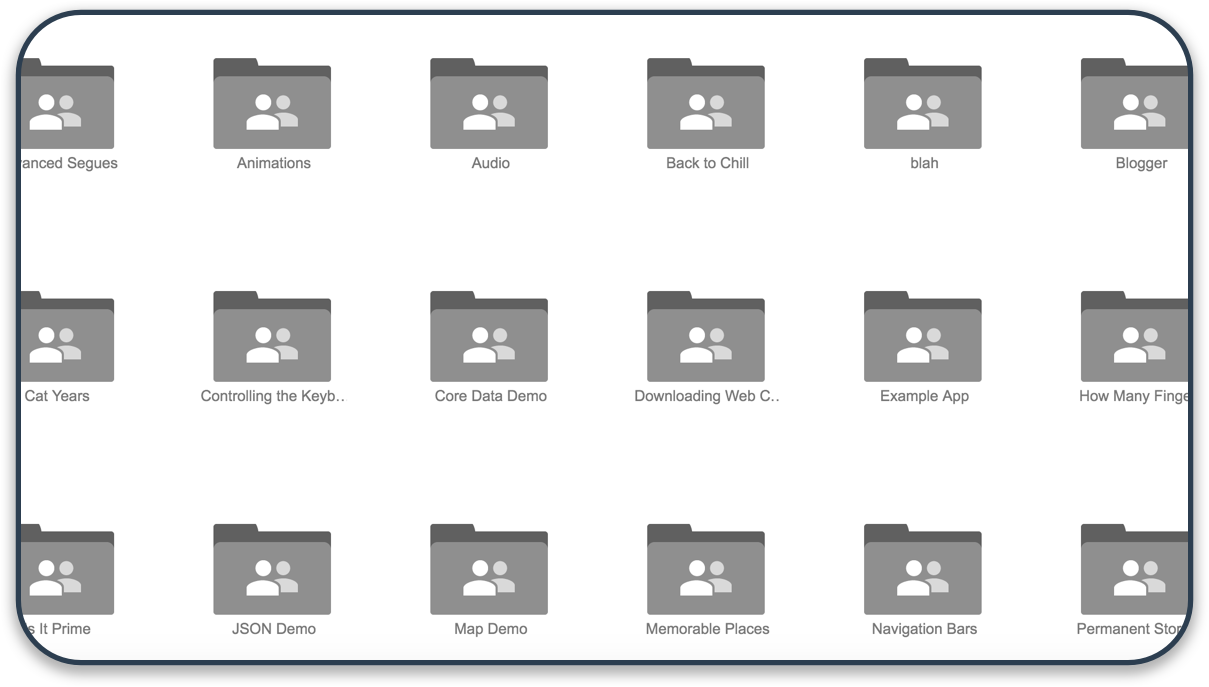 anced Segues
Animations
Audio
Back to Chill
blah
Blogger
Cat Years
Controlling the Keyb..
Core Data Demo
Downloading Web C..
Example App
How Many Finge
s It Prime
JSON Demo
Map Demo
Memorable Places
Navigation Bars
Permanent Stor